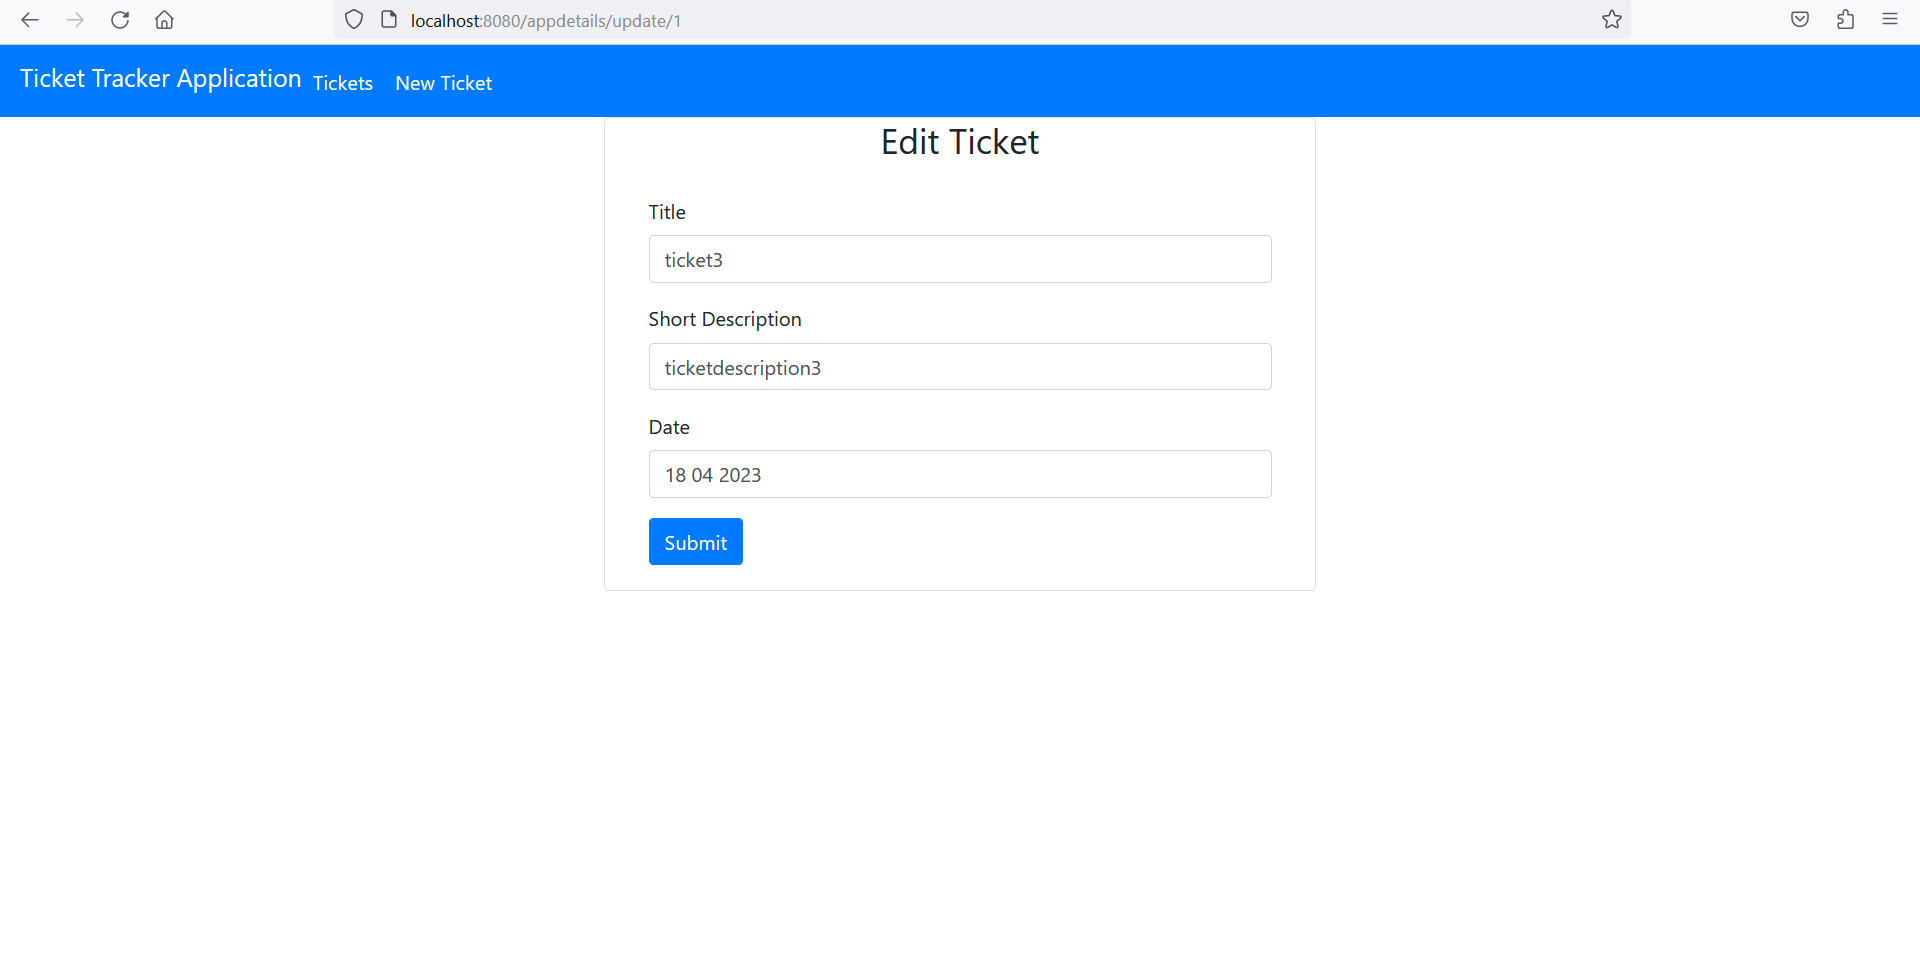 localhost:8080/appdetails/update/1
Ticket Tracker Application Tickets New Ticket
Edit Ticket
Title
ticket3
Short Description
ticketdescription3
Date
18 04 2023
Submit